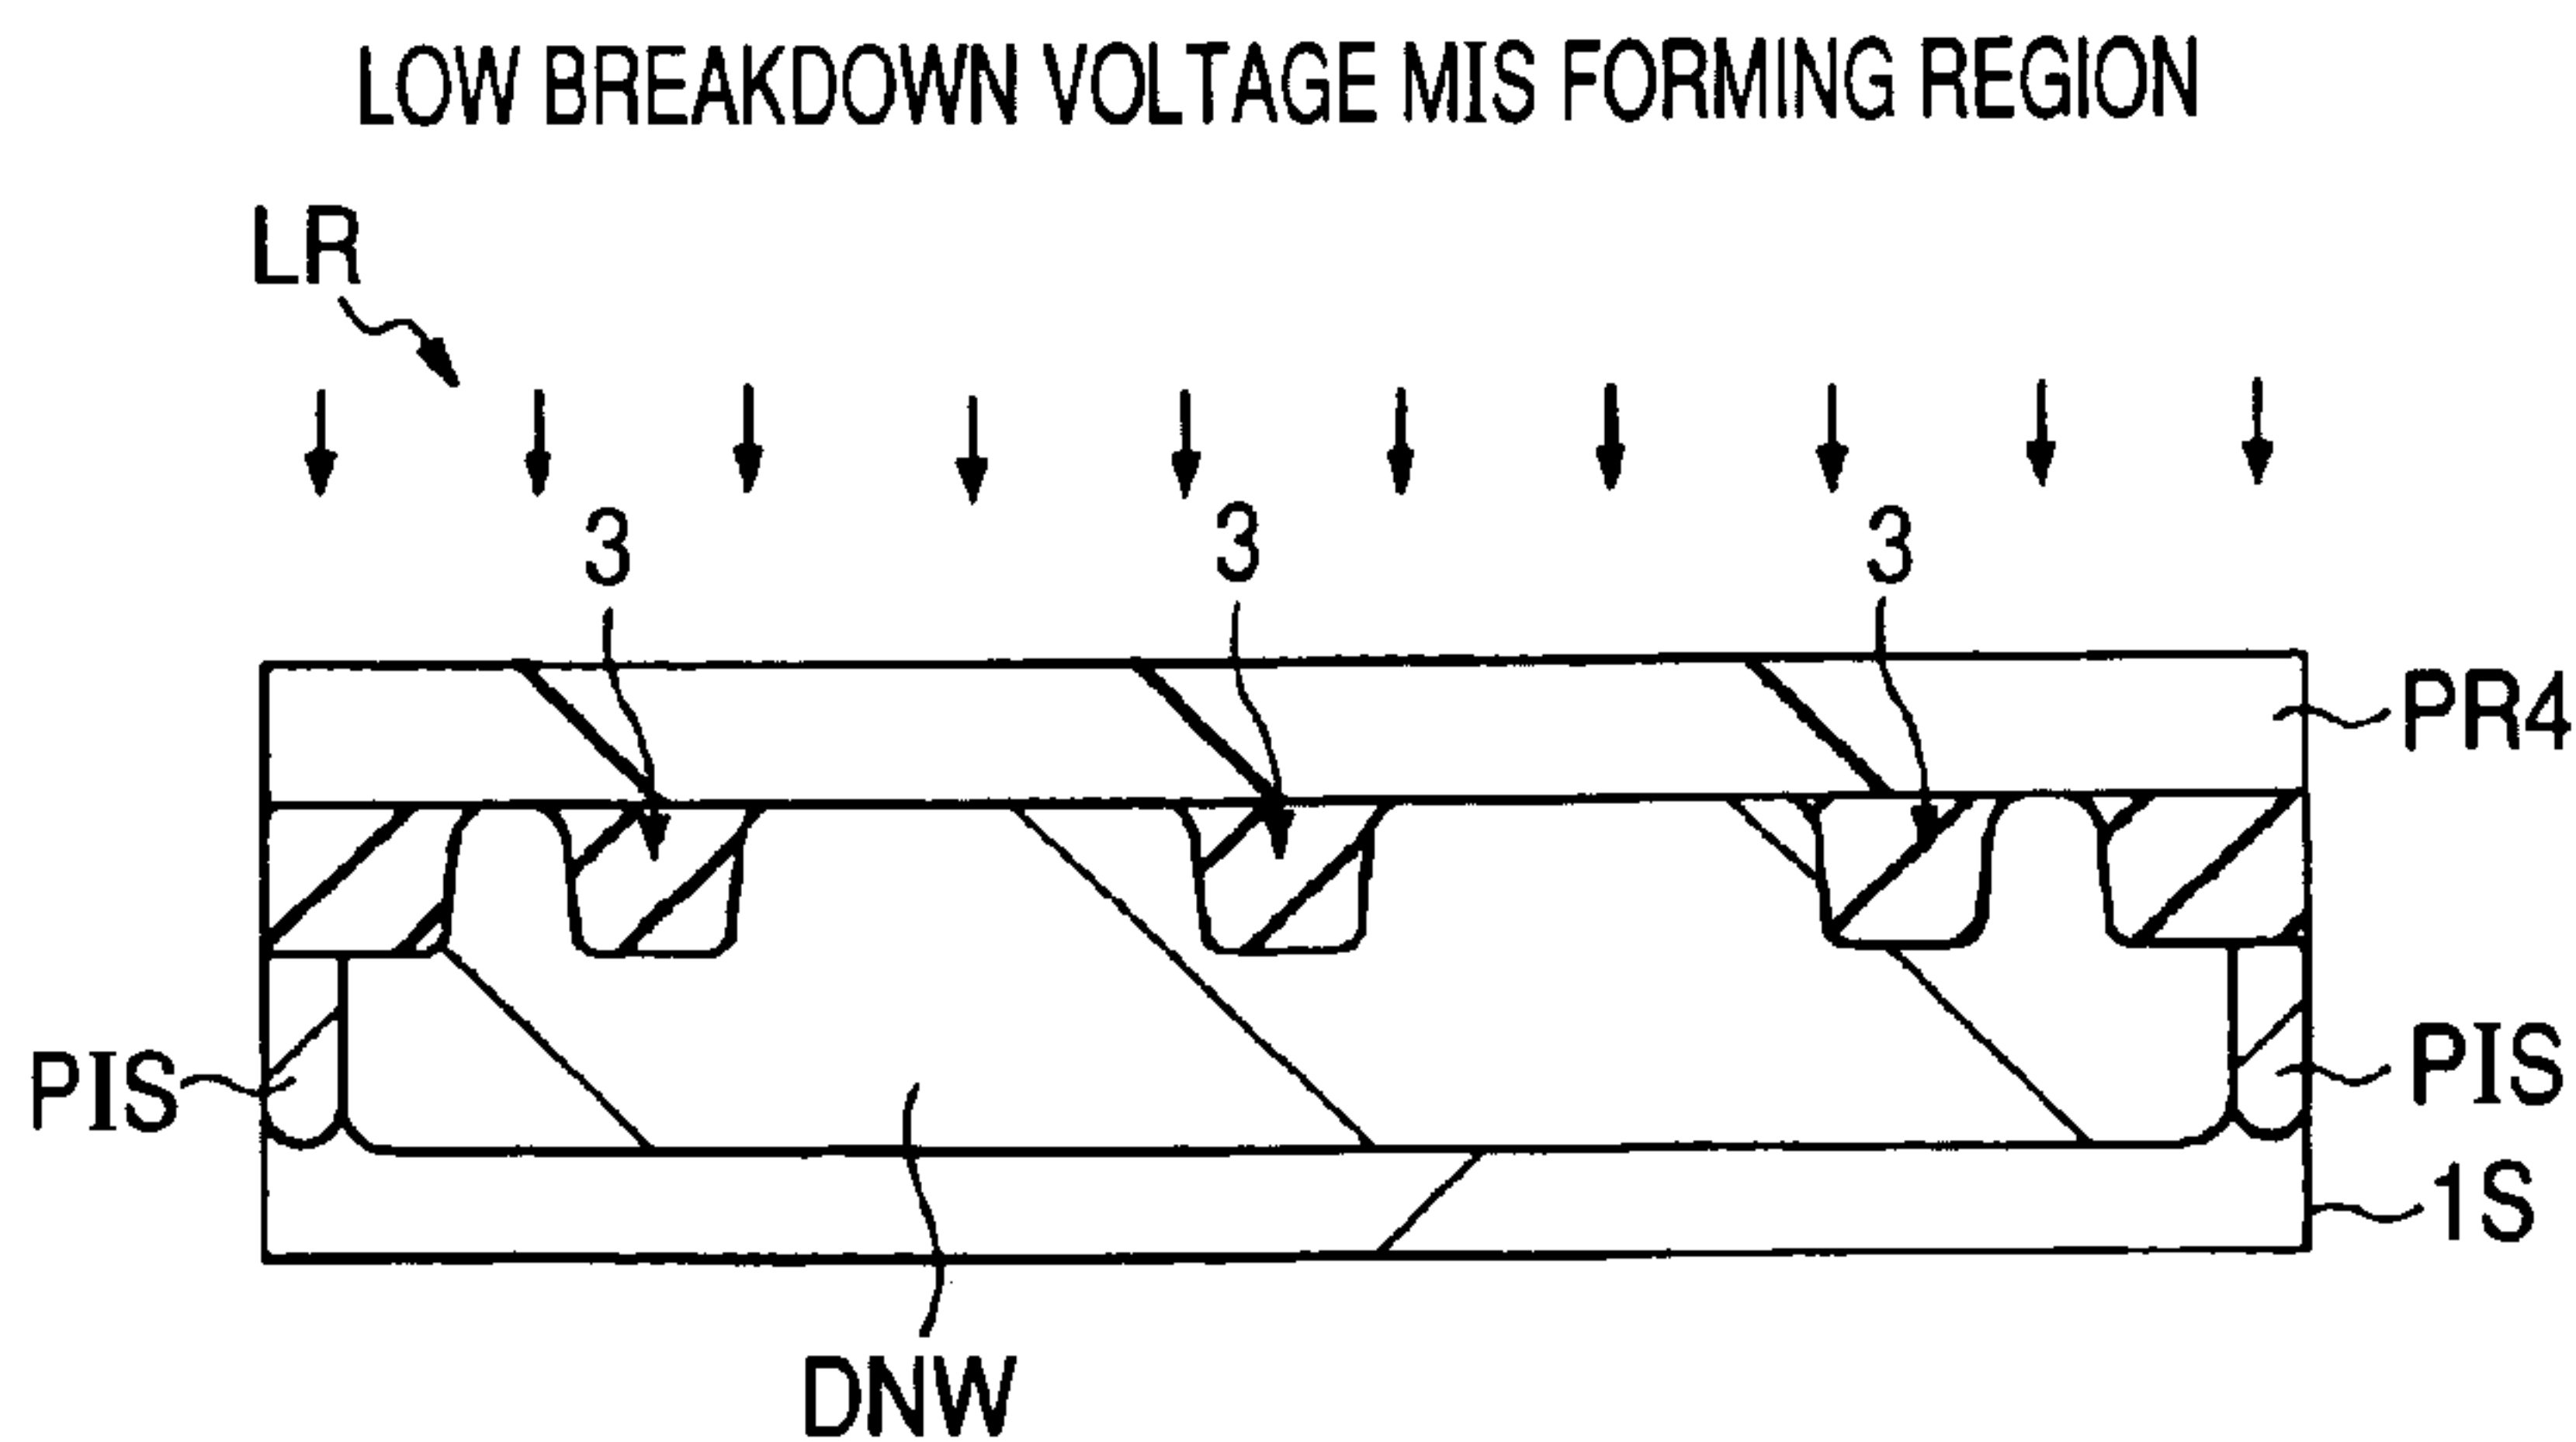 LOW BREAKDOWN VOLTAGE MIS FORMING REGION
LR
3 3 3
PR4
PIS PIS
1S
DNW